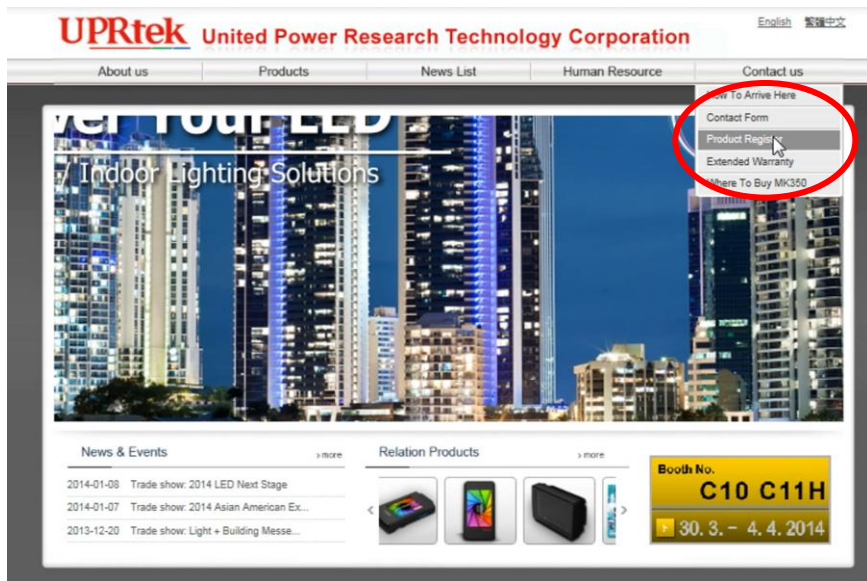 UPRtek United Power Research Technology Corporation
English 繁體中文
About us Products News List Human Resource Contact us
How To Arrive Here
Contact Form
Product Register
Extended Warranty
Where To Buy MK350
Your LED
/ Indoor Lighting Solutions
News & Events >more
2014-01-08 Trade show: 2014 LED Next Stage
2014-01-07 Trade show: 2014 Asian American Ex...
2013-12-20 Trade show: Light + Building Messe...
Relation Products >more
Booth No.
C10 C11H
30. 3. – 4. 4. 2014